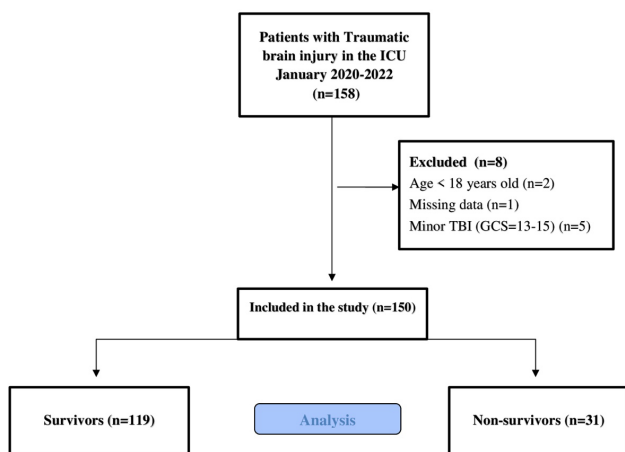 Patients with Traumatic
brain injury in the ICU
January 2020-2022
(n=158)
Excluded (n=8)
Age < 18 years old (n=2)
Missing data (n=1)
Minor TBI (GCS=13-15) (n=5)
Included in the study (n=150)
Survivors (n=119)
Analysis
Non-survivors (n=31)